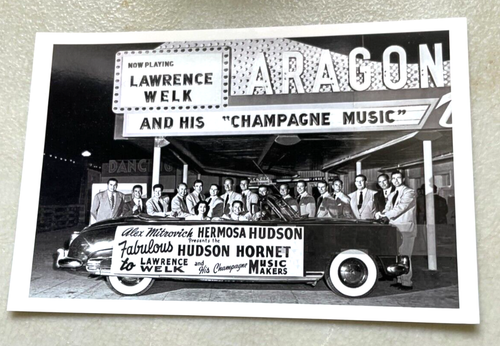 NOW PLAYING
LAWRENCE
WELK
ARAGON
AND HIS "CHAMPAGNE MUSIC"
DANC
Alex Mitrovich HERMOSA HUDSON
Presents the
Fabulous HUDSON HORNET
to LAWRENCE WELK and His Champagne MUSIC MAKERS